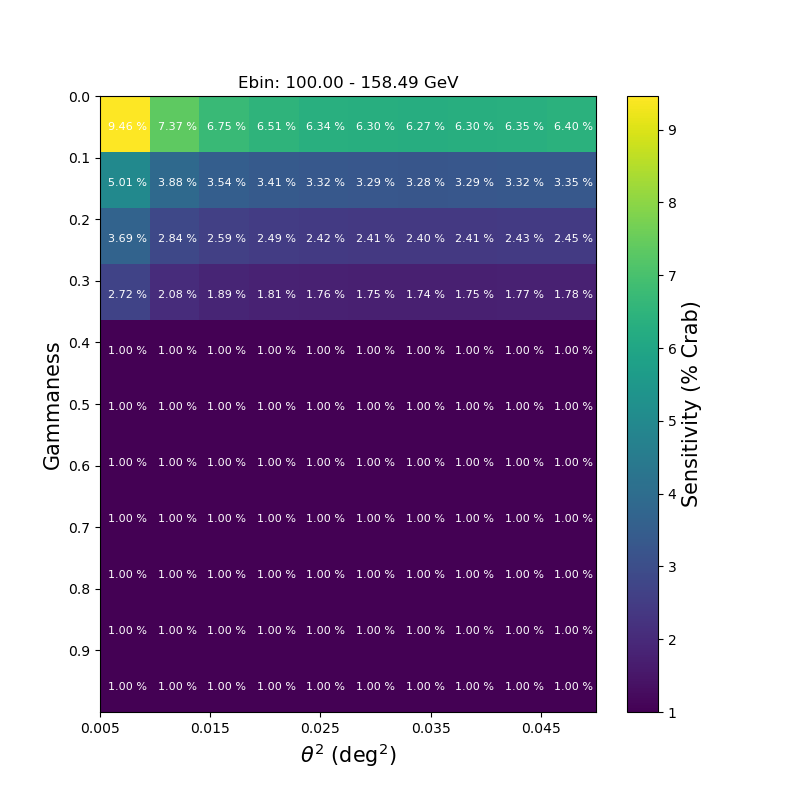 Ebin: 100.00 - 158.49 GeV
0.0
9.46 % 7.37 % 6.75 % 6.51 % 6.34 % 6.30 % 6.27 % 6.30 % 6.35 % 6.40 %
0.1
5.01 % 3.88 % 3.54 % 3.41 % 3.32 % 3.29 % 3.28 % 3.29 % 3.32 % 3.35 %
0.2
3.69 % 2.84 % 2.59 % 2.49 % 2.42 % 2.41 % 2.40 % 2.41 % 2.43 % 2.45 %
0.3
2.72 % 2.08 % 1.89 % 1.81 % 1.76 % 1.75 % 1.74 % 1.75 % 1.77 % 1.78 %
0.4
1.00 % 1.00 % 1.00 % 1.00 % 1.00 % 1.00 % 1.00 % 1.00 % 1.00 % 1.00 %
0.5
1.00 % 1.00 % 1.00 % 1.00 % 1.00 % 1.00 % 1.00 % 1.00 % 1.00 % 1.00 %
0.6
1.00 % 1.00 % 1.00 % 1.00 % 1.00 % 1.00 % 1.00 % 1.00 % 1.00 % 1.00 %
0.7
1.00 % 1.00 % 1.00 % 1.00 % 1.00 % 1.00 % 1.00 % 1.00 % 1.00 % 1.00 %
0.8
1.00 % 1.00 % 1.00 % 1.00 % 1.00 % 1.00 % 1.00 % 1.00 % 1.00 % 1.00 %
0.9
1.00 % 1.00 % 1.00 % 1.00 % 1.00 % 1.00 % 1.00 % 1.00 % 1.00 % 1.00 %
1.00 % 1.00 % 1.00 % 1.00 % 1.00 % 1.00 % 1.00 % 1.00 % 1.00 % 1.00 %
Gammaness
0.005 0.015 0.025 0.035 0.045
θ² (deg²)
9
8
7
6
5
4
3
2
1
Sensitivity (% Crab)